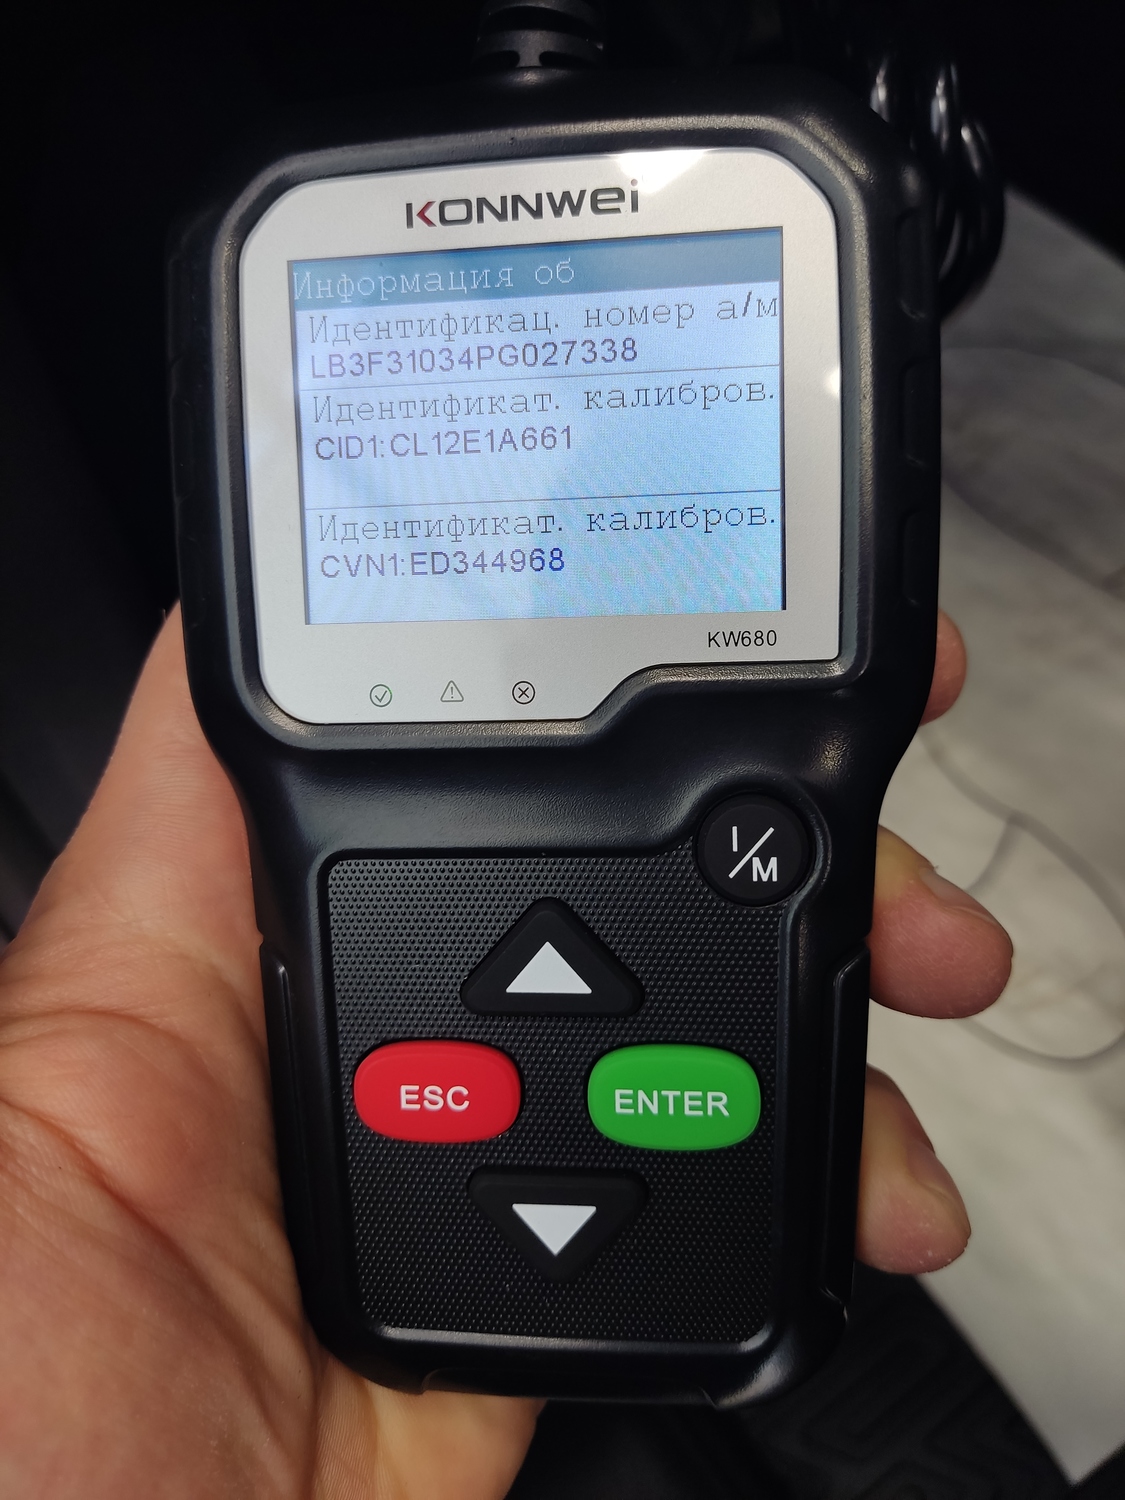 KONNWEI
Информация об
Идентификац. номер а/м
LB3F31034PG027338
Идентификат. калибров.
CID1:CL12E1A661
Идентификат. калибров.
CVN1:ED344968
KW680
I/M
ESC
ENTER